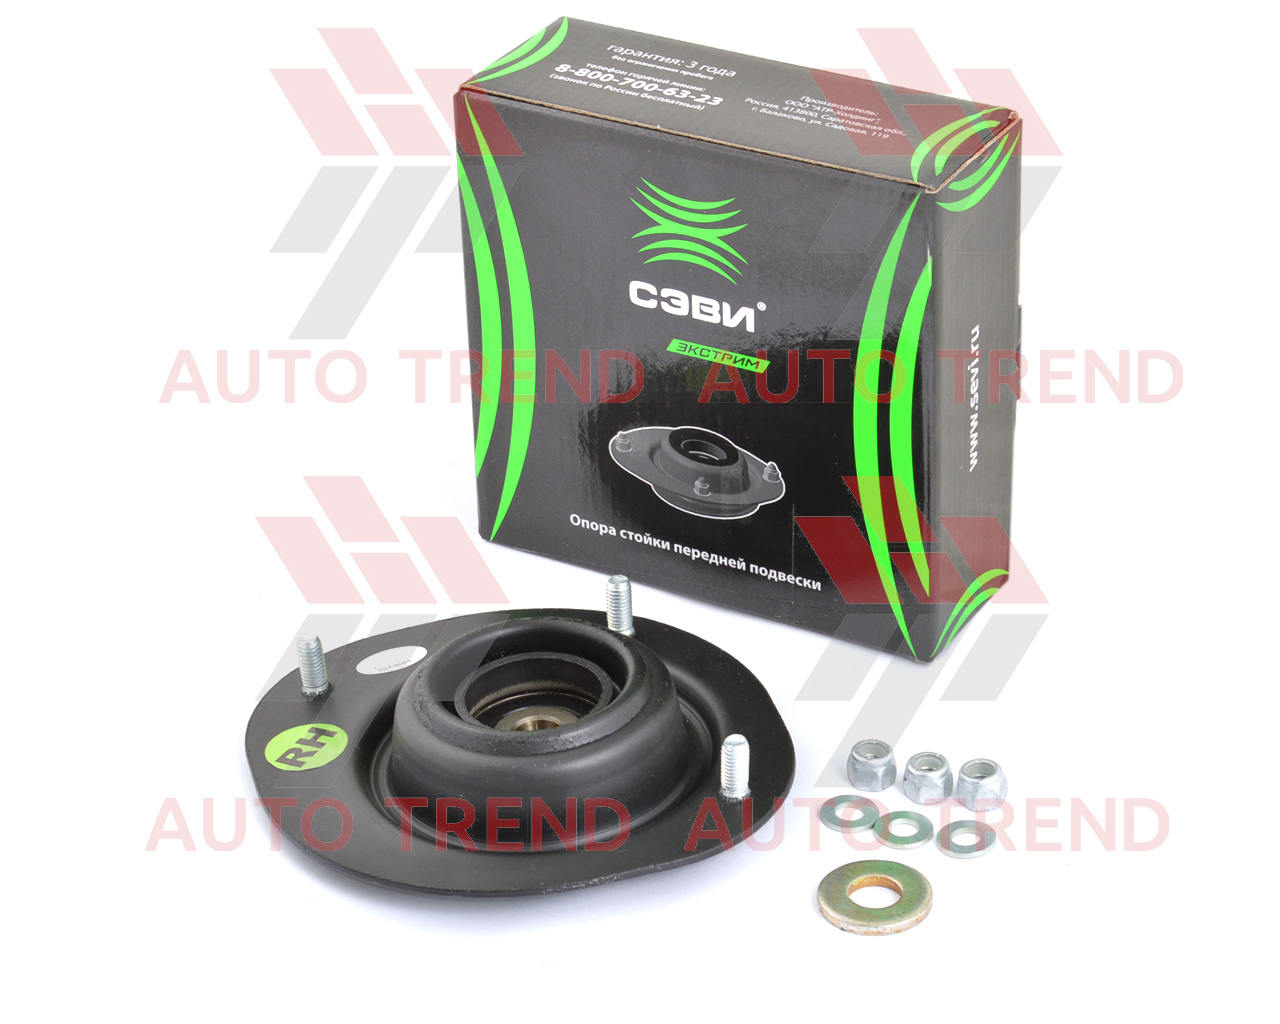 гарантия: 3 года
без ограничения пробега
телефон горячей линии:
8-800-700-63-23
(звонок по России бесплатный)
Производитель:
ООО "АТР-Холдинг",
Россия, 413800, Саратовская обл.,
г. Балаково, ул. Садовая, 119
СЭВИ®
ЭКСТРИМ
www.sevi.ru
Опора стойки передней подвески
RH
AUTO TREND
AUTO TREND
AUTO TREND
AUTO TREND